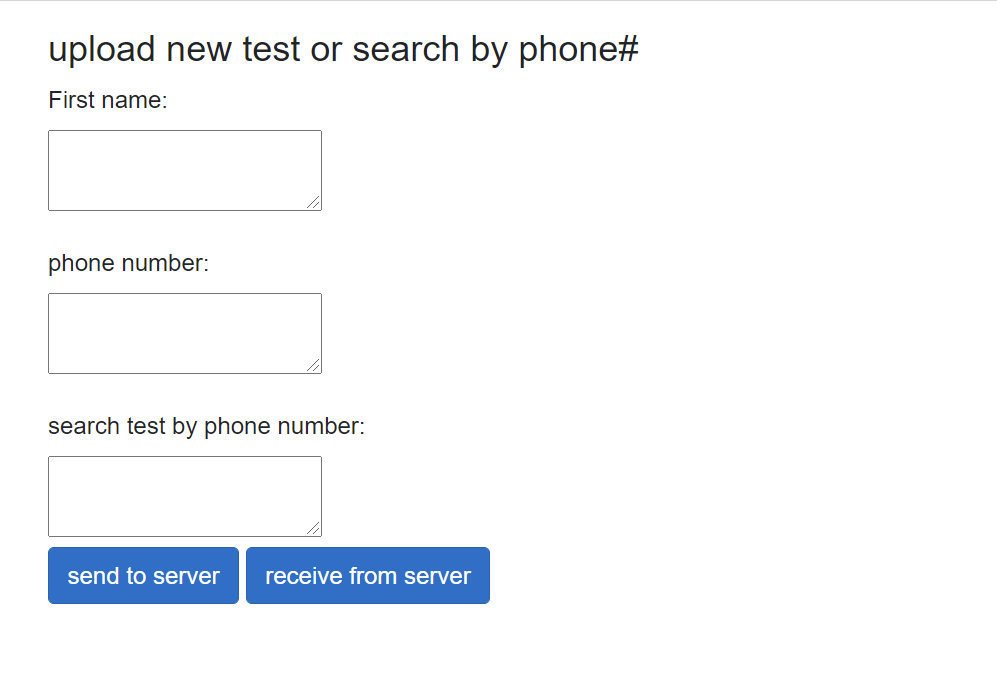 upload new test or search by phone#
First name:
phone number:
search test by phone number:
send to server receive from server